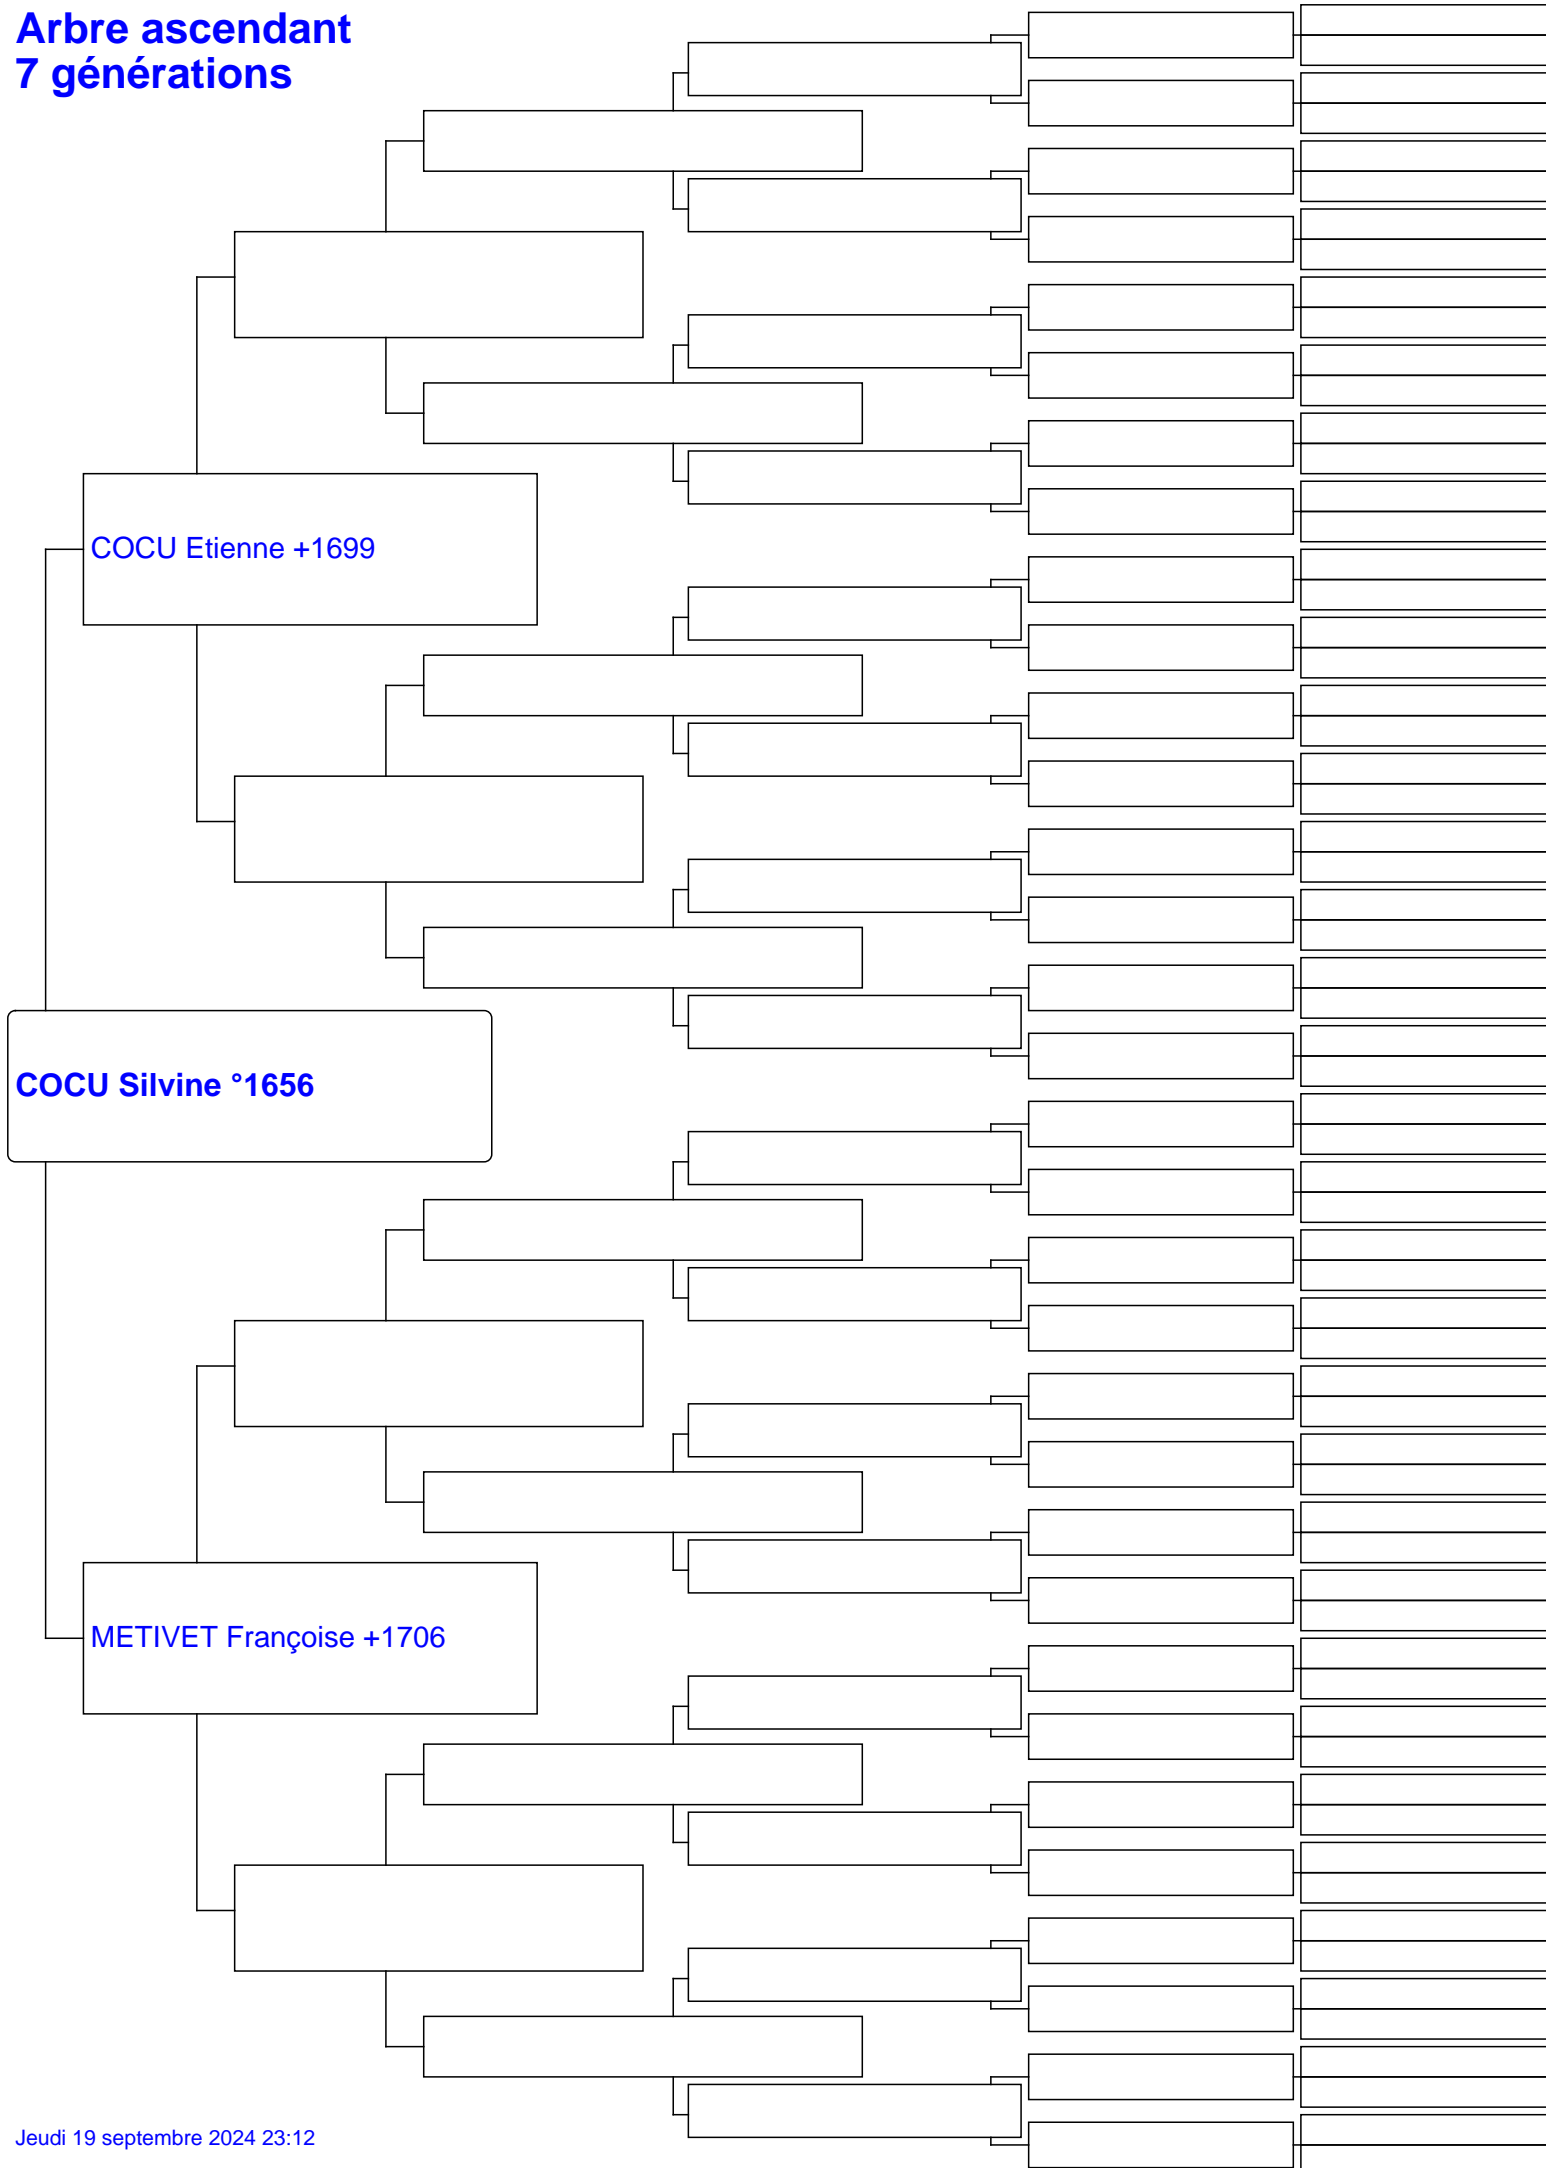 Arbre ascendant
7 générations
COCU Etienne +1699
COCU Silvine °1656
METIVET Françoise +1706
Jeudi 19 septembre 2024 23:12